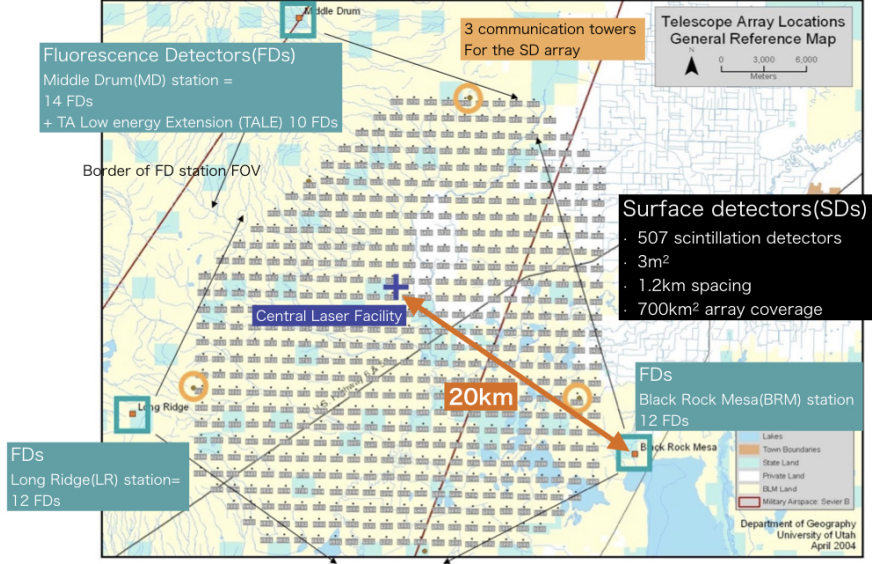 Middle Drum
Fluorescence Detectors(FDs)
Middle Drum(MD) station =
14 FDs
+ TA Low energy Extension (TALE) 10 FDs
3 communication towers
For the SD array
Telescope Array Locations
General Reference Map
N
0 3,000 6,000
Meters
Border of FD station FOV
Surface detectors(SDs)
· 507 scintillation detectors
· 3m²
· 1.2km spacing
· 700km² array coverage
Central Laser Facility
20km
FDs
Black Rock Mesa(BRM) station
12 FDs
Long Ridge
Black Rock Mesa
FDs
Long Ridge(LR) station=
12 FDs
Lakes
Town Boundaries
State Land
Private Land
BLM Land
Military Airspace: Sevier B
Department of Geography
University of Utah
April 2004